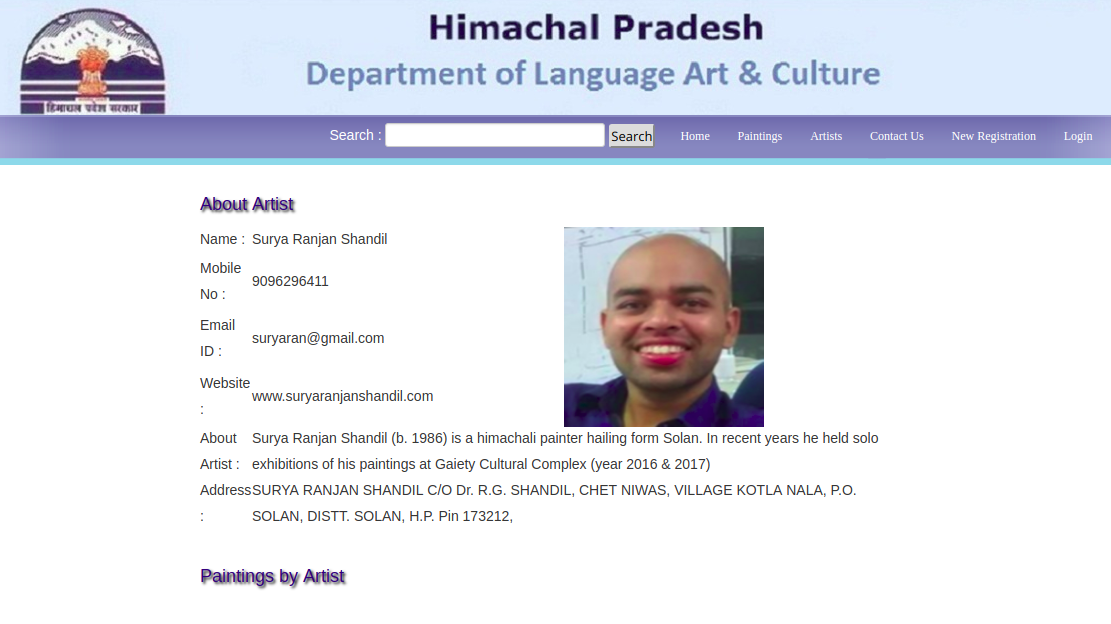 Himachal Pradesh
Department of Language Art & Culture
हिमाचल प्रदेश सरकार
Search : Search Home Paintings Artists Contact Us New Registration Login
About Artist
Name : Surya Ranjan Shandil
Mobile
No :
9096296411
Email
ID :
suryaran@gmail.com
Website
:
www.suryaranjanshandil.com
About
Artist :
Surya Ranjan Shandil (b. 1986) is a himachali painter hailing form Solan. In recent years he held solo
exhibitions of his paintings at Gaiety Cultural Complex (year 2016 & 2017)
Address
:
SURYA RANJAN SHANDIL C/O Dr. R.G. SHANDIL, CHET NIWAS, VILLAGE KOTLA NALA, P.O.
SOLAN, DISTT. SOLAN, H.P. Pin 173212,
Paintings by Artist